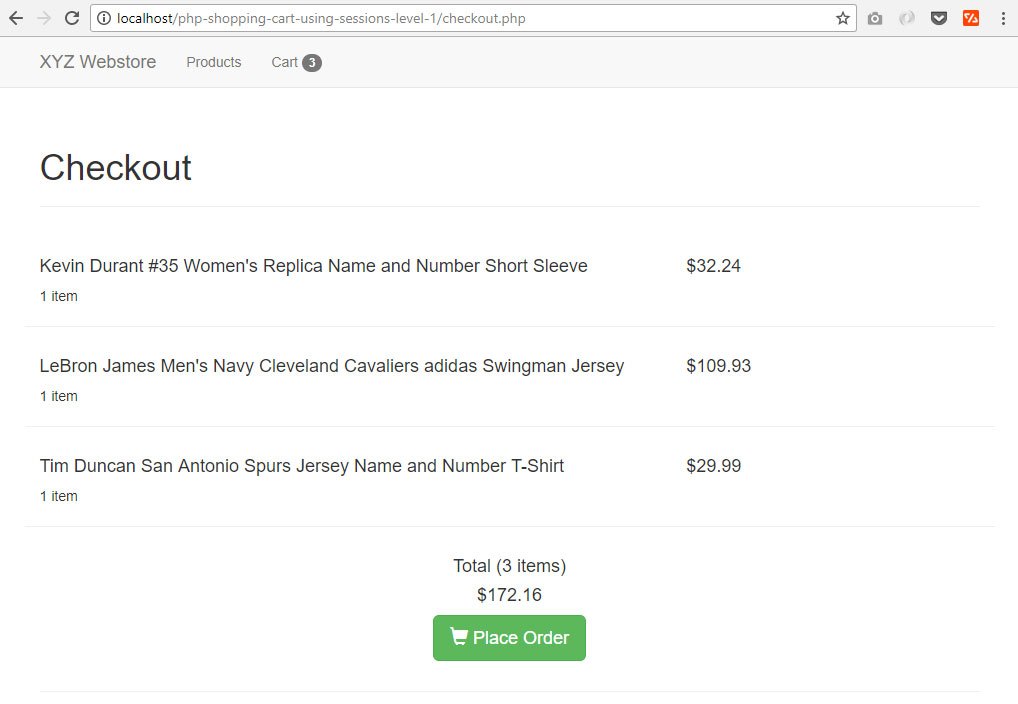 localhost/php-shopping-cart-using-sessions-level-1/checkout.php
XYZ Webstore Products Cart 3
Checkout
Kevin Durant #35 Women's Replica Name and Number Short Sleeve $32.24
1 item
LeBron James Men's Navy Cleveland Cavaliers adidas Swingman Jersey $109.93
1 item
Tim Duncan San Antonio Spurs Jersey Name and Number T-Shirt $29.99
1 item
Total (3 items)
$172.16
Place Order